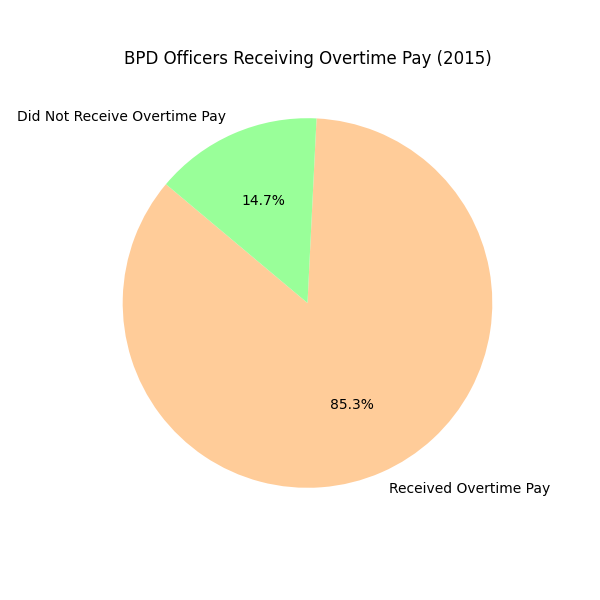 BPD Officers Receiving Overtime Pay (2015)
Did Not Receive Overtime Pay
14.7%
85.3%
Received Overtime Pay